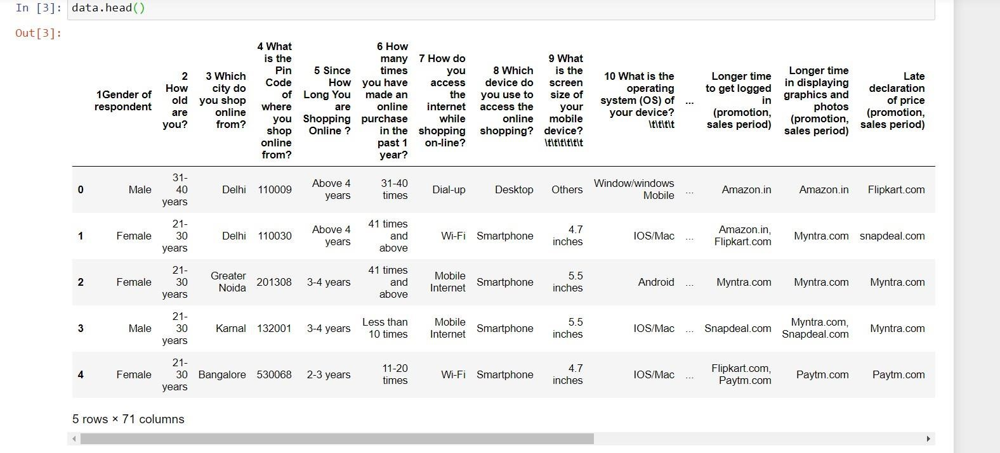 In [3]: data.head()
Out[3]:
1Gender of respondent 2 How old are you? 3 Which city do you shop online from? 4 What is the Pin Code of where you shop online from? 5 Since How Long You are Shopping Online ? 6 How many times you have made an online purchase in the past 1 year? 7 How do you access the internet while shopping on-line? 8 Which device do you use to access the online shopping? 9 What is the screen size of your mobile device? \t\t\t\t\t\t 10 What is the operating system (OS) of your device? \t\t\t\t ... Longer time to get logged in (promotion, sales period) Longer time in displaying graphics and photos (promotion, sales period) Late declaration of price (promotion, sales period)
0 Male 31-40 years Delhi 110009 Above 4 years 31-40 times Dial-up Desktop Others Window/windows Mobile ... Amazon.in Amazon.in Flipkart.com
1 Female 21-30 years Delhi 110030 Above 4 years 41 times and above Wi-Fi Smartphone 4.7 inches IOS/Mac ... Amazon.in, Flipkart.com Myntra.com snapdeal.com
2 Female 21-30 years Greater Noida 201308 3-4 years 41 times and above Mobile Internet Smartphone 5.5 inches Android ... Myntra.com Myntra.com Myntra.com
3 Male 21-30 years Karnal 132001 3-4 years Less than 10 times Mobile Internet Smartphone 5.5 inches IOS/Mac ... Snapdeal.com Myntra.com, Snapdeal.com Myntra.com
4 Female 21-30 years Bangalore 530068 2-3 years 11-20 times Wi-Fi Smartphone 4.7 inches IOS/Mac ... Flipkart.com, Paytm.com Paytm.com Paytm.com
5 rows × 71 columns